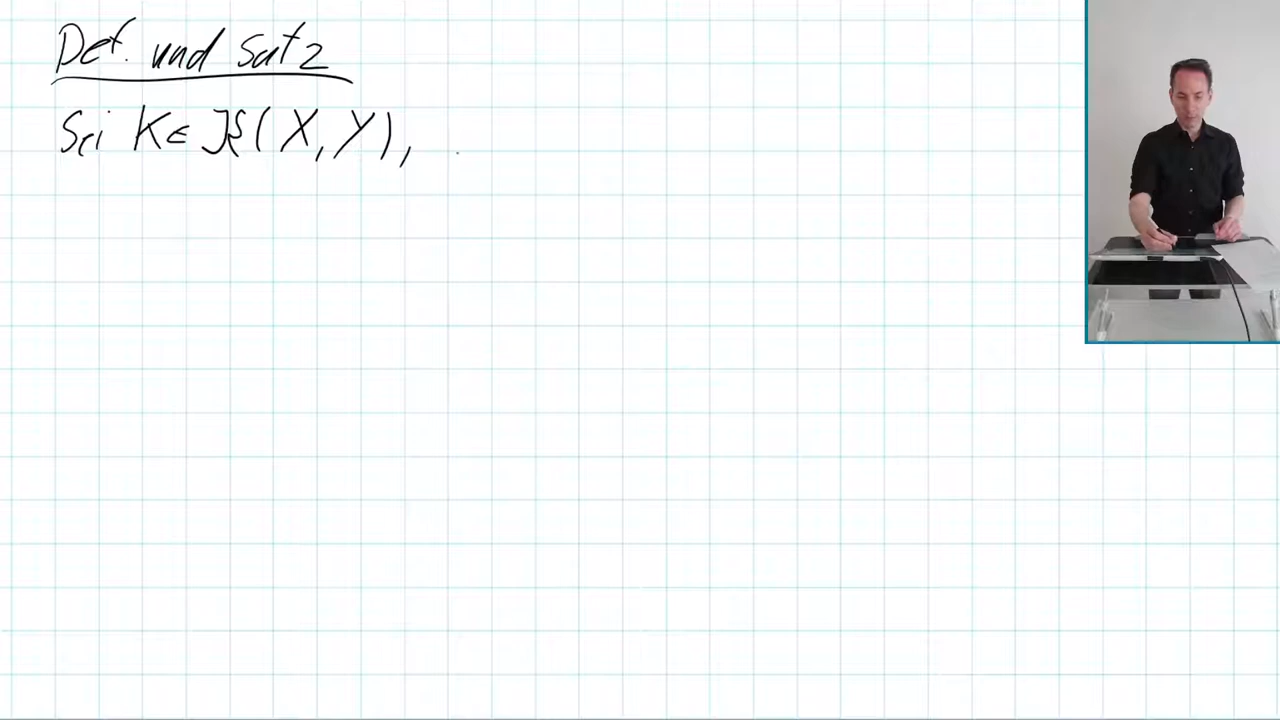 Def. und Satz
Sei K ∈ 𝒦(X, Y),